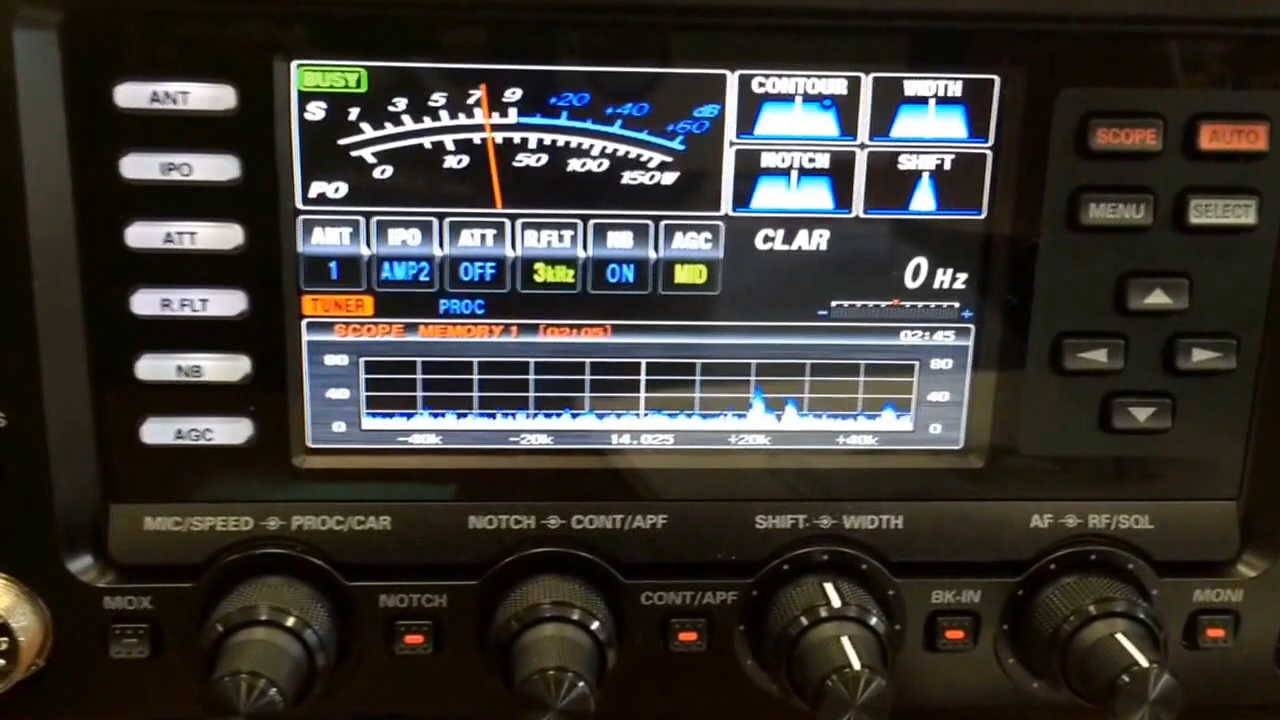 BUSY
S 1 3 5 7 9 +20 +40 +60 dB
0 10 50 100 150W
PO
CONTOUR WIDTH
NOTCH SHIFT
ANT IPO ATT R.FLT NB AGC
1 AMP2 OFF 3kHz ON MID
CLAR
0 Hz
TUNER PROC
- +
SCOPE MEMORY 1 [02:05] 02:45
80 80
40 40
0 0
-40k -20k 14.025 +20k +40k
ANT
IPO
ATT
R.FLT
NB
AGC
SCOPE AUTO
MENU SELECT
MIC/SPEED PROC/CAR NOTCH CONT/APF SHIFT WIDTH AF RF/SQL
MOX NOTCH CONT/APF BK-IN MONI